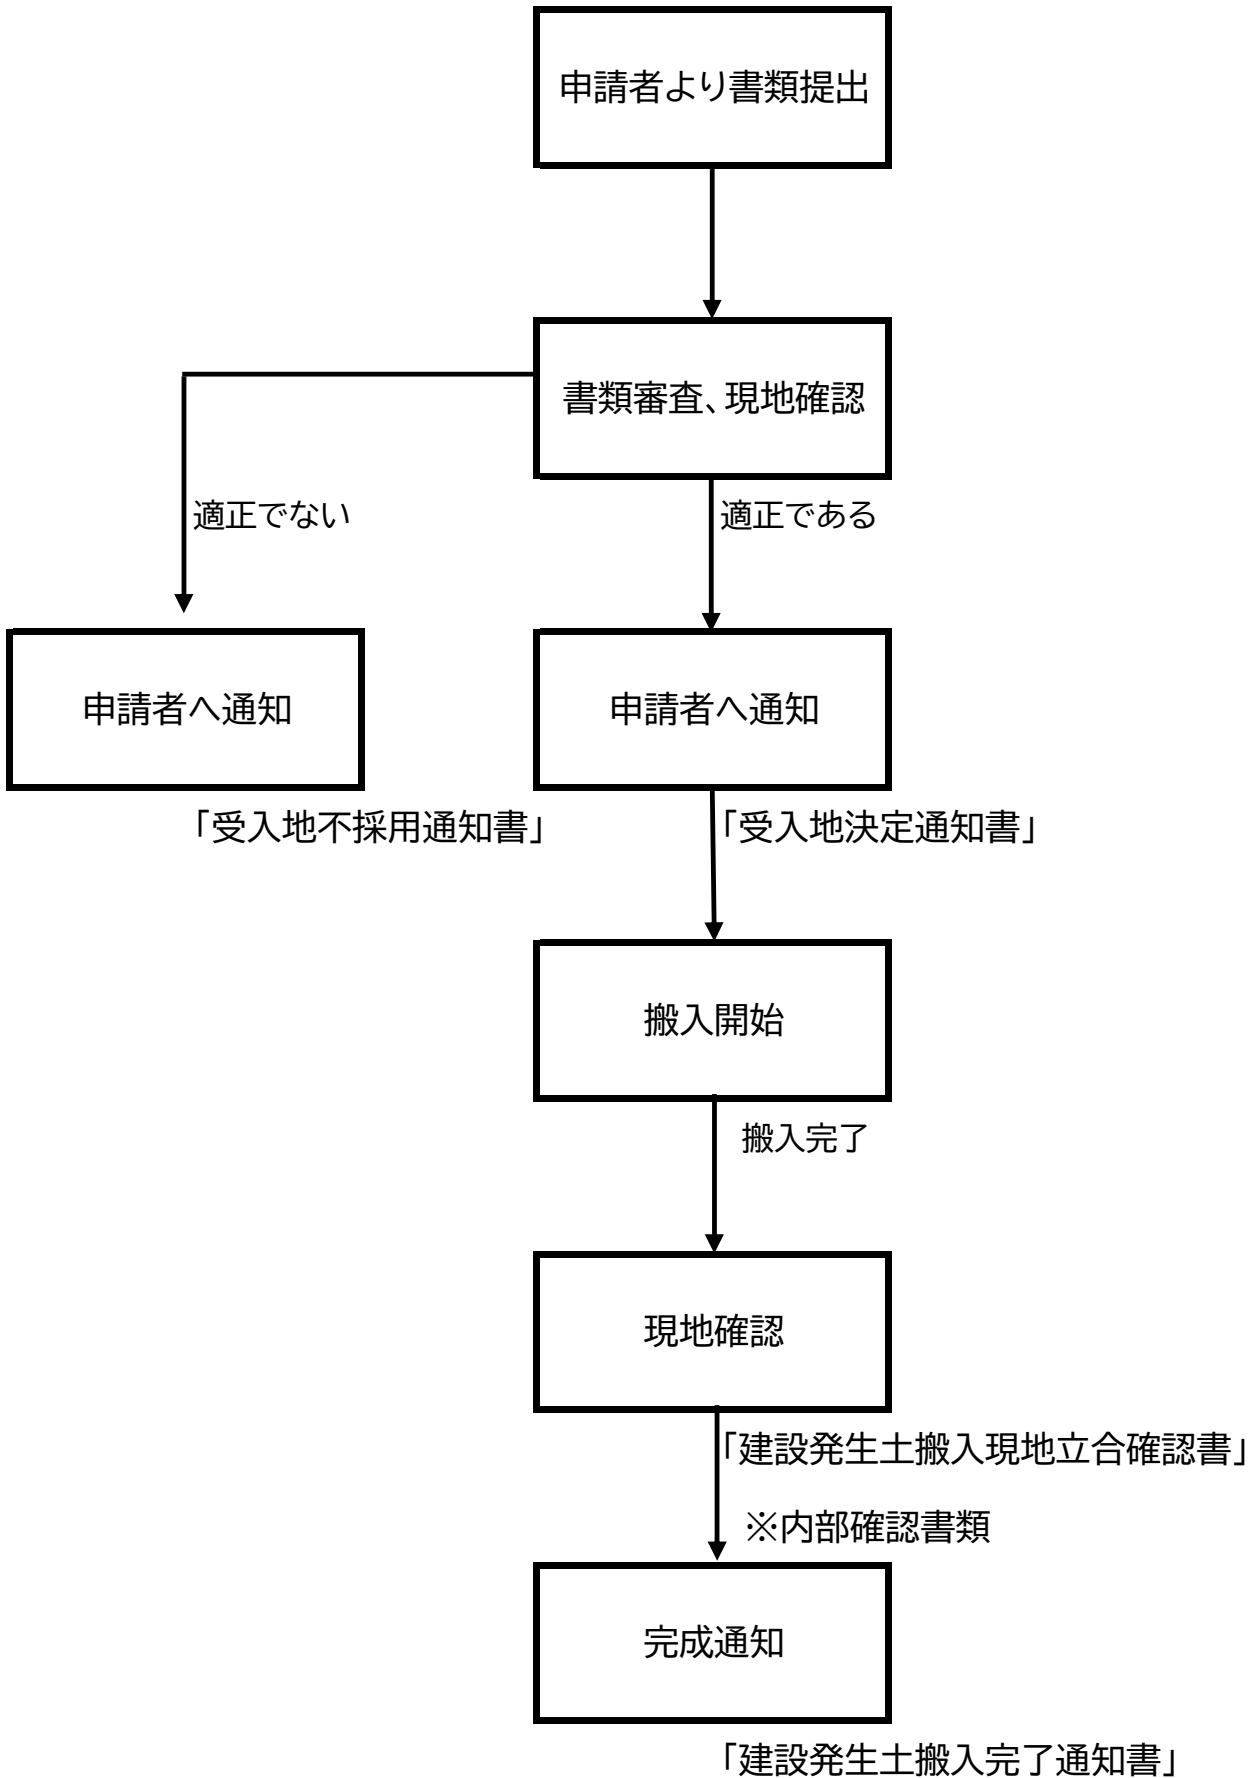 申請者より書類提出
書類審査、現地確認
適正でない
適正である
申請者へ通知
申請者へ通知
「受入地不採用通知書」
「受入地決定通知書」
搬入開始
搬入完了
現地確認
「建設発生土搬入現地立合確認書」
※内部確認書類
完成通知
「建設発生土搬入完了通知書」